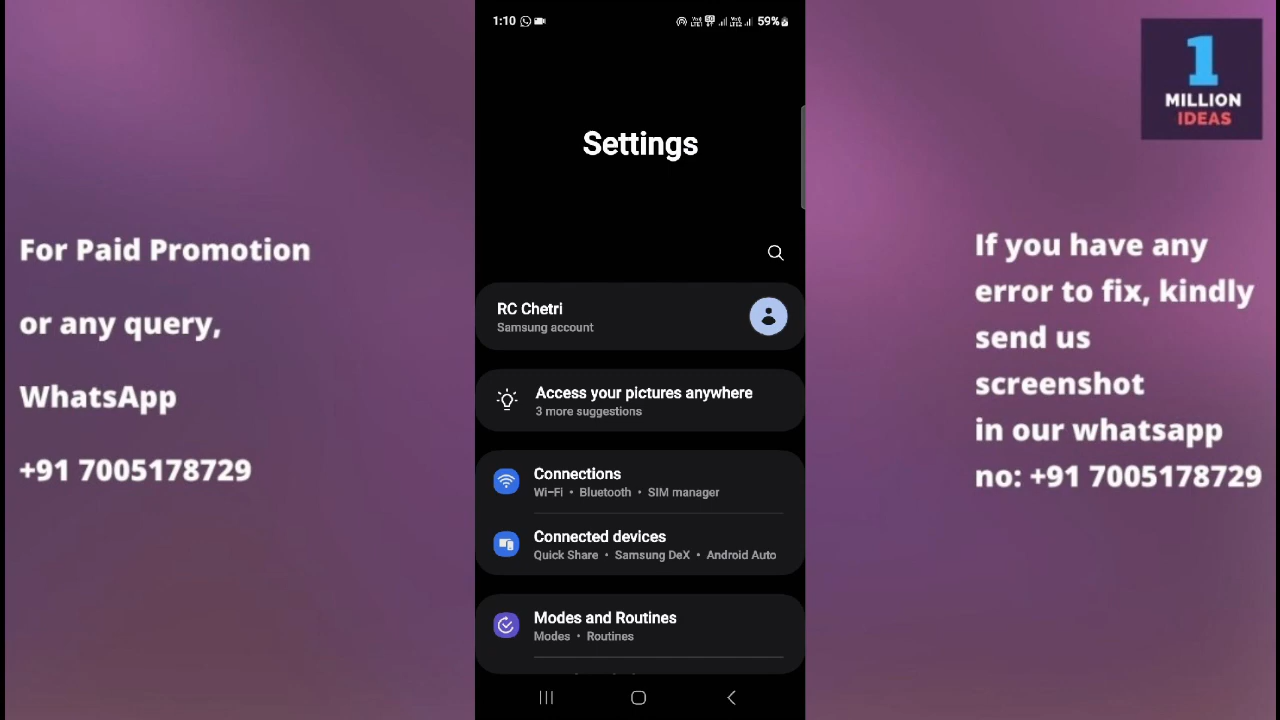 1:10
59%
1
MILLION
IDEAS
Settings
For Paid Promotion
or any query,
WhatsApp
+91 7005178729
If you have any
error to fix, kindly
send us
screenshot
in our whatsapp
no: +91 7005178729
RC Chetri
Samsung account
Access your pictures anywhere
3 more suggestions
Connections
Wi-Fi • Bluetooth • SIM manager
Connected devices
Quick Share • Samsung DeX • Android Auto
Modes and Routines
Modes • Routines